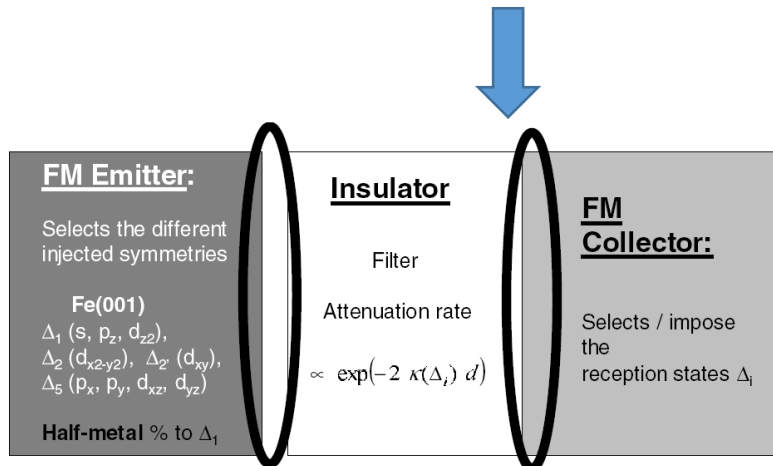 FM Emitter:
Selects the different
injected symmetries
Fe(001)
Δ₁ (s, pz, dz2),
Δ₂ (dx2-y2), Δ₂' (dxy),
Δ₅ (px, py, dxz, dyz)
Half-metal % to Δ₁
Insulator
Filter
Attenuation rate
∝ exp(-2 κ(Δi) d)
FM
Collector:
Selects / impose
the
reception states Δi